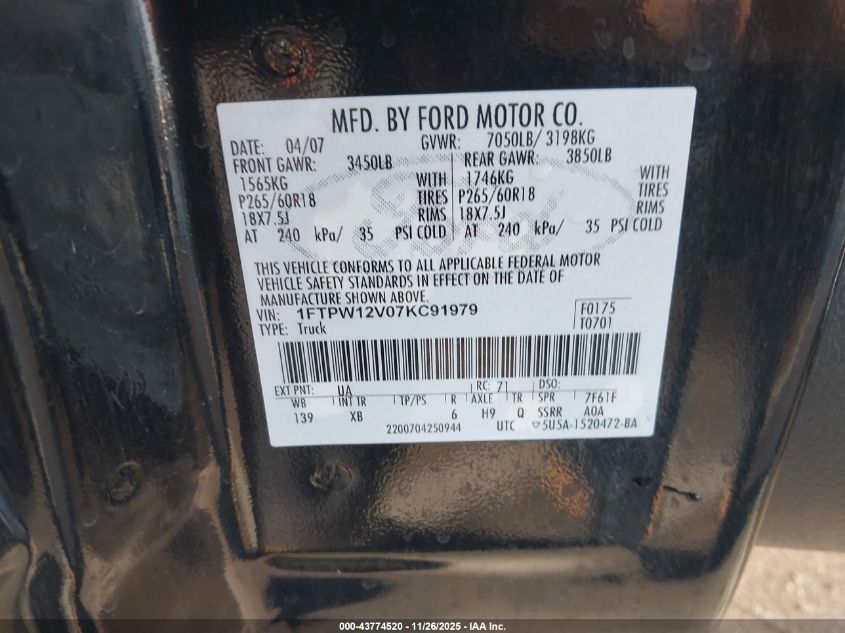 MFD. BY FORD MOTOR CO.
DATE: 04/07 GVWR: 7050LB/ 3198KG
FRONT GAWR: 3450LB REAR GAWR: 3850LB
1565KG WITH 1746KG WITH
P265/60R18 TIRES P265/60R18 TIRES
18X7.5J RIMS 18X7.5J RIMS
AT 240 kPa/ 35 PSI COLD AT 240 kPa/ 35 PSI COLD
THIS VEHICLE CONFORMS TO ALL APPLICABLE FEDERAL MOTOR
VEHICLE SAFETY STANDARDS IN EFFECT ON THE DATE OF
MANUFACTURE SHOWN ABOVE.
VIN: 1FTPW12V07KC91979 F0175
TYPE: Truck T0701
EXT PNT: UA RC: 71 DSO:
WB INT TR TP/PS R AXLE TR SPR 7F61F
139 XB 6 H9 Q SSRR A0A
2200704250944 UTC ▽5U5A-1520472-BA
000-43774520 | 11/26/2025 - IAA Inc.